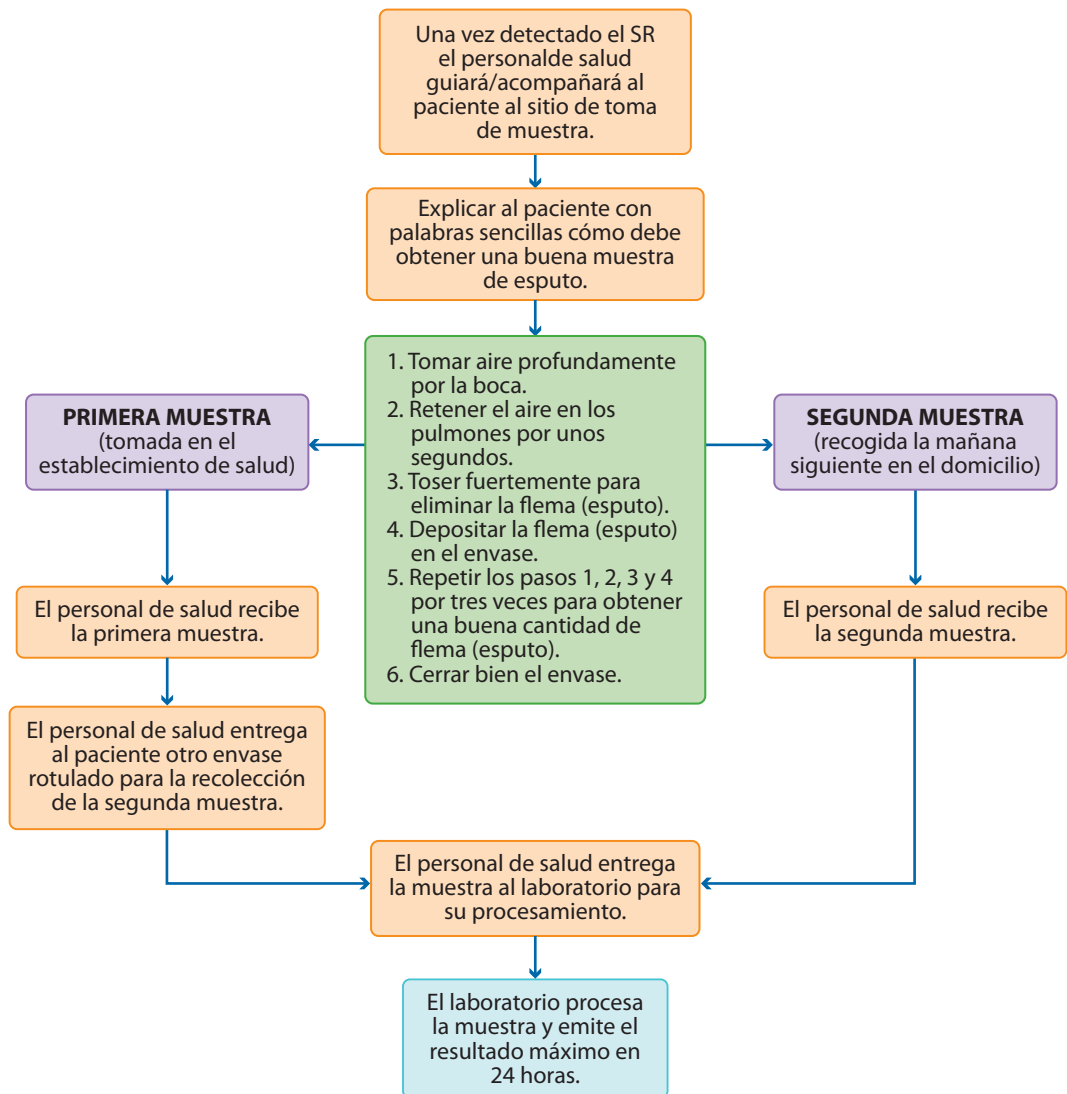 Una vez detectado el SR
el personalde salud
guiará/acompañará al
paciente al sitio de toma
de muestra.
Explicar al paciente con
palabras sencillas cómo debe
obtener una buena muestra
de esputo.
1. Tomar aire profundamente
por la boca.
2. Retener el aire en los
pulmones por unos
segundos.
3. Toser fuertemente para
eliminar la flema (esputo).
4. Depositar la flema (esputo)
en el envase.
5. Repetir los pasos 1, 2, 3 y 4
por tres veces para obtener
una buena cantidad de
flema (esputo).
6. Cerrar bien el envase.
PRIMERA MUESTRA
(tomada en el
establecimiento de salud)
El personal de salud recibe
la primera muestra.
El personal de salud entrega
al paciente otro envase
rotulado para la recolección
de la segunda muestra.
SEGUNDA MUESTRA
(recogida la mañana
siguiente en el domicilio)
El personal de salud recibe
la segunda muestra.
El personal de salud entrega
la muestra al laboratorio para
su procesamiento.
El laboratorio procesa
la muestra y emite el
resultado máximo en
24 horas.